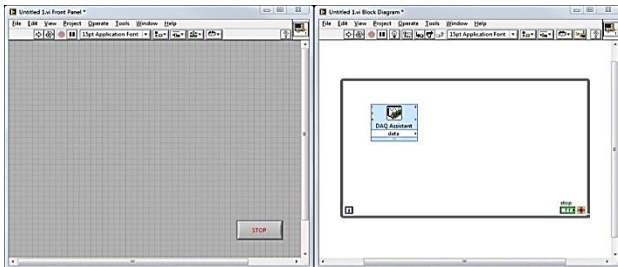 Untitled 1.vi Front Panel *
File Edit View Project Operate Tools Window Help
15pt Application Font
STOP
Untitled 1.vi Block Diagram *
File Edit View Project Operate Tools Window Help
15pt Application Font
DAQ Assistant
data
i
stop